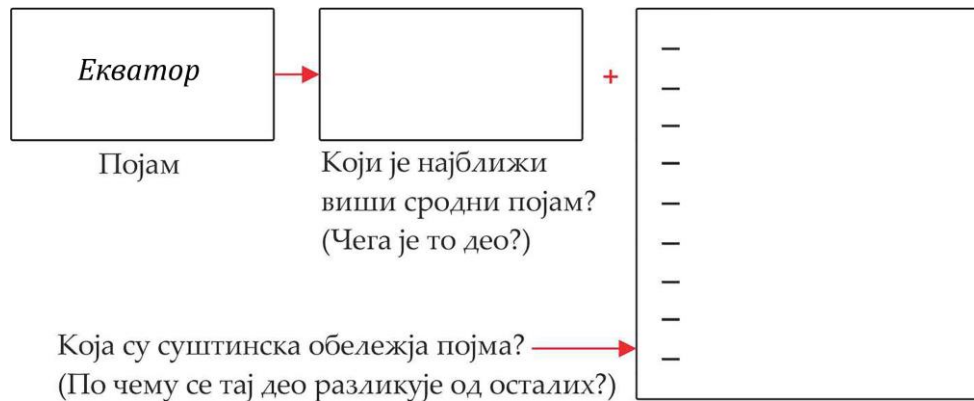 Екватор
+
Појам
Који је најближи
виши сродни појам?
(Чега је то део?)
–
–
–
–
–
–
–
–
–
Која су суштинска обележја појма?
(По чему се тај део разликује од осталих?)